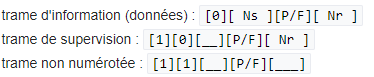 trame d'information (données) : [0][ Ns ][P/F][ Nr ]
trame de supervision : [1][0][__][P/F][ Nr ]
trame non numérotée : [1][1][__][P/F][___]